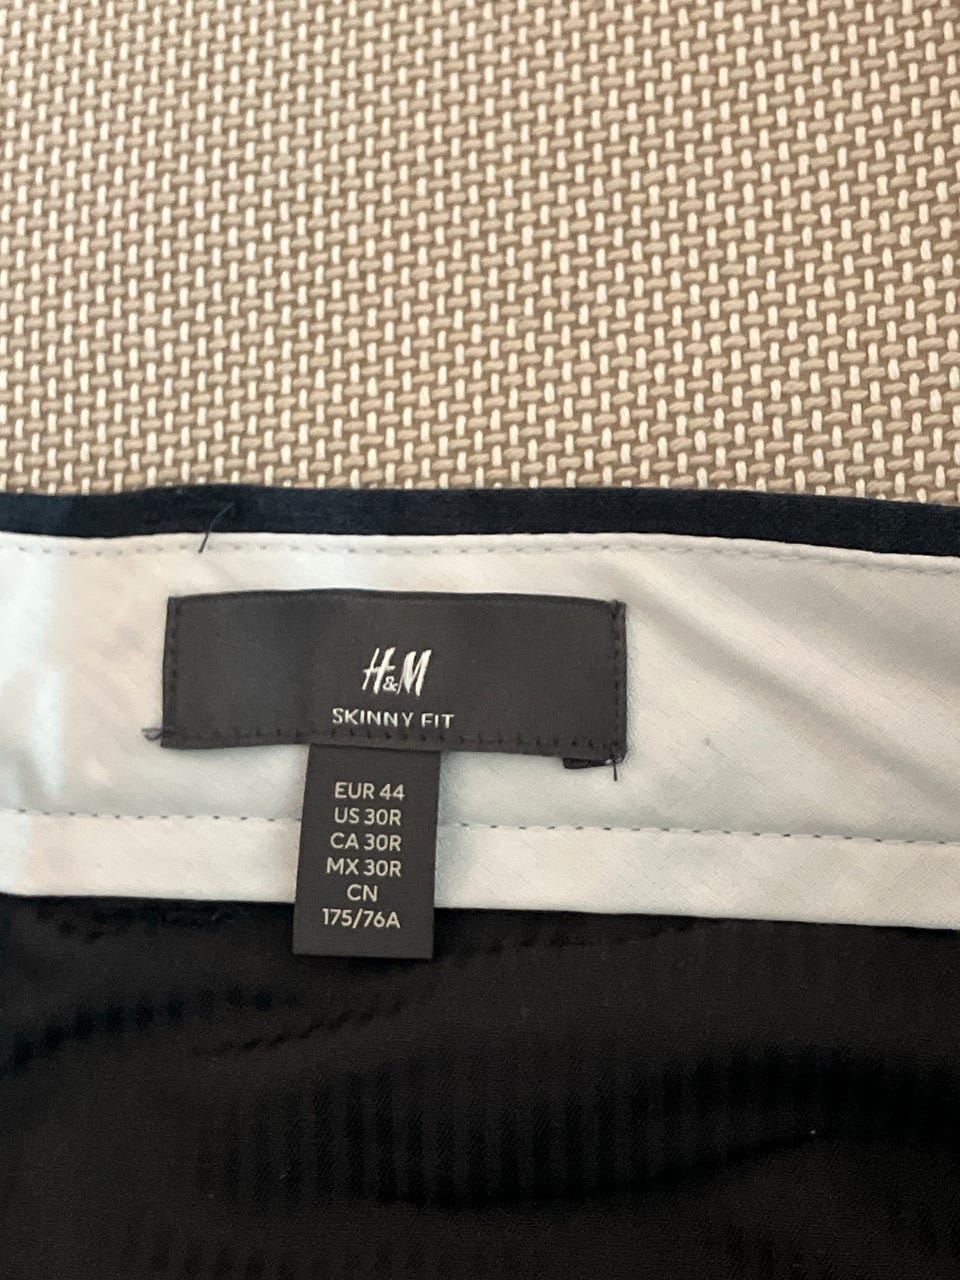 H&M
SKINNY FIT
EUR 44
US 30R
CA 30R
MX 30R
CN
175/76A